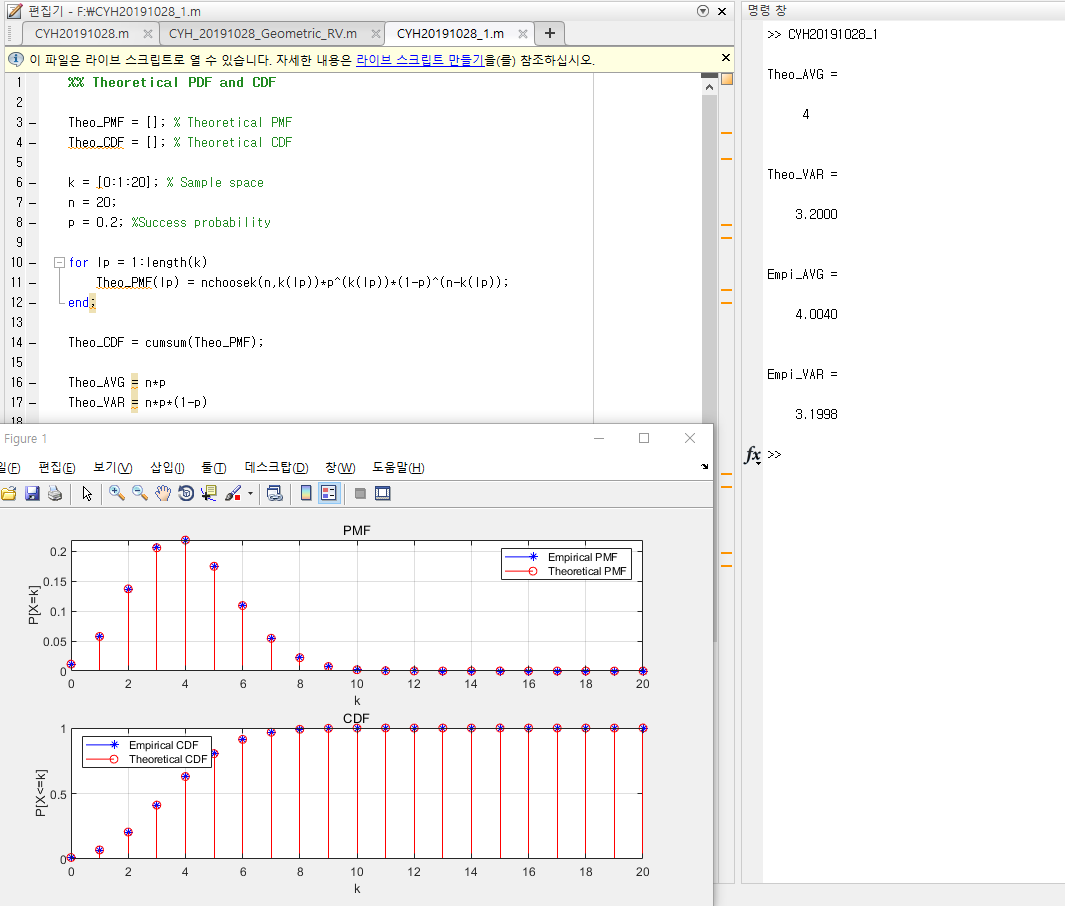 편집기 - F:₩CYH20191028_1.m
CYH20191028.m
CYH_20191028_Geometric_RV.m
CYH20191028_1.m
이 파일은 라이브 스크립트로 열 수 있습니다. 자세한 내용은 라이브 스크립트 만들기을(를) 참조하십시오.
1 %% Theoretical PDF and CDF
2
3 – Theo_PMF = []; % Theoretical PMF
4 – Theo_CDF = []; % Theoretical CDF
5
6 – k = [0:1:20]; % Sample space
7 – n = 20;
8 – p = 0.2; %Success probability
9
10 – for lp = 1:length(k)
11 – Theo_PMF(lp) = nchoosek(n,k(lp))*p^(k(lp))*(1-p)^(n-k(lp));
12 – end;
13
14 – Theo_CDF = cumsum(Theo_PMF);
15
16 – Theo_AVG = n*p
17 – Theo_VAR = n*p*(1-p)
18
명령 창
>> CYH20191028_1
Theo_AVG =
4
Theo_VAR =
3.2000
Empi_AVG =
4.0040
Empi_VAR =
3.1998
fx >>
Figure 1
일(F) 편집(E) 보기(V) 삽입(I) 툴(T) 데스크탑(D) 창(W) 도움말(H)
PMF
P[X=k]
0.2
0.15
0.1
0.05
0
Empirical PMF
Theoretical PMF
0 2 4 6 8 10 12 14 16 18 20
k
CDF
P[X<=k]
1
0.5
0
Empirical CDF
Theoretical CDF
0 2 4 6 8 10 12 14 16 18 20
k